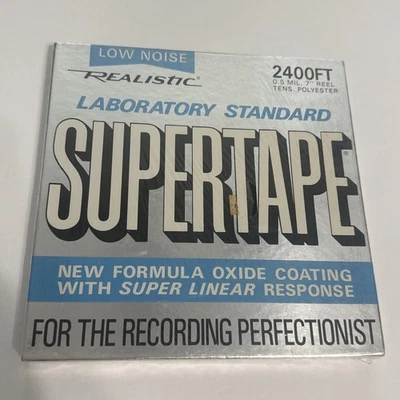 LOW NOISE
REALISTIC®
2400FT
0.5 MIL. 7" REEL
TENS. POLYESTER
LABORATORY STANDARD
SUPERTAPE®
NEW FORMULA OXIDE COATING
WITH SUPER LINEAR RESPONSE
FOR THE RECORDING PERFECTIONIST